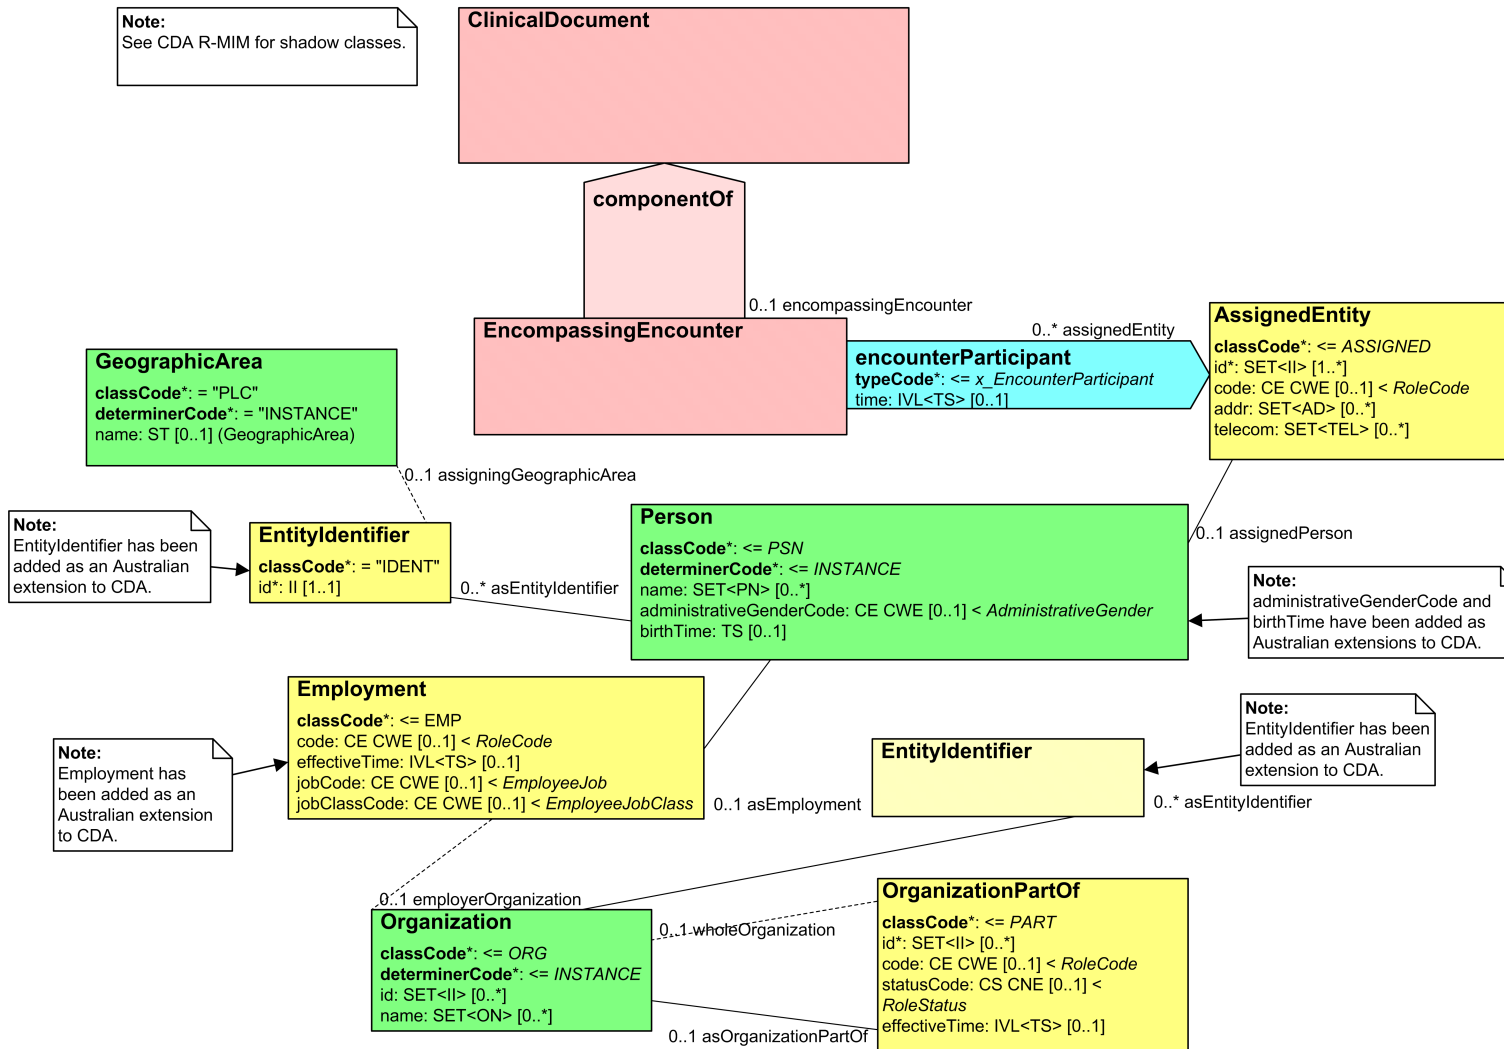 Note:
See CDA R-MIM for shadow classes.
ClinicalDocument
componentOf
0..1 encompassingEncounter
EncompassingEncounter
0..* assignedEntity
encounterParticipant
typeCode*: <= x_EncounterParticipant
time: IVL<TS> [0..1]
AssignedEntity
classCode*: <= ASSIGNED
id*: SET<II> [1..*]
code: CE CWE [0..1] < RoleCode
addr: SET<AD> [0..*]
telecom: SET<TEL> [0..*]
GeographicArea
classCode*: = "PLC"
determinerCode*: = "INSTANCE"
name: ST [0..1] (GeographicArea)
0..1 assigningGeographicArea
Note:
EntityIdentifier has been
added as an Australian
extension to CDA.
EntityIdentifier
classCode*: = "IDENT"
id*: II [1..1]
0..* asEntityIdentifier
Person
classCode*: <= PSN
determinerCode*: <= INSTANCE
name: SET<PN> [0..*]
administrativeGenderCode: CE CWE [0..1] < AdministrativeGender
birthTime: TS [0..1]
0..1 assignedPerson
Note:
administrativeGenderCode and
birthTime have been added as
Australian extensions to CDA.
Employment
classCode*: <= EMP
code: CE CWE [0..1] < RoleCode
effectiveTime: IVL<TS> [0..1]
jobCode: CE CWE [0..1] < EmployeeJob
jobClassCode: CE CWE [0..1] < EmployeeJobClass
Note:
Employment has
been added as an
Australian extension
to CDA.
0..1 asEmployment
EntityIdentifier
Note:
EntityIdentifier has been
added as an Australian
extension to CDA.
0..* asEntityIdentifier
0..1 employerOrganization
Organization
classCode*: <= ORG
determinerCode*: <= INSTANCE
id: SET<II> [0..*]
name: SET<ON> [0..*]
0..1 wholeOrganization
0..1 asOrganizationPartOf
OrganizationPartOf
classCode*: <= PART
id*: SET<II> [0..*]
code: CE CWE [0..1] < RoleCode
statusCode: CS CNE [0..1] <
RoleStatus
effectiveTime: IVL<TS> [0..1]